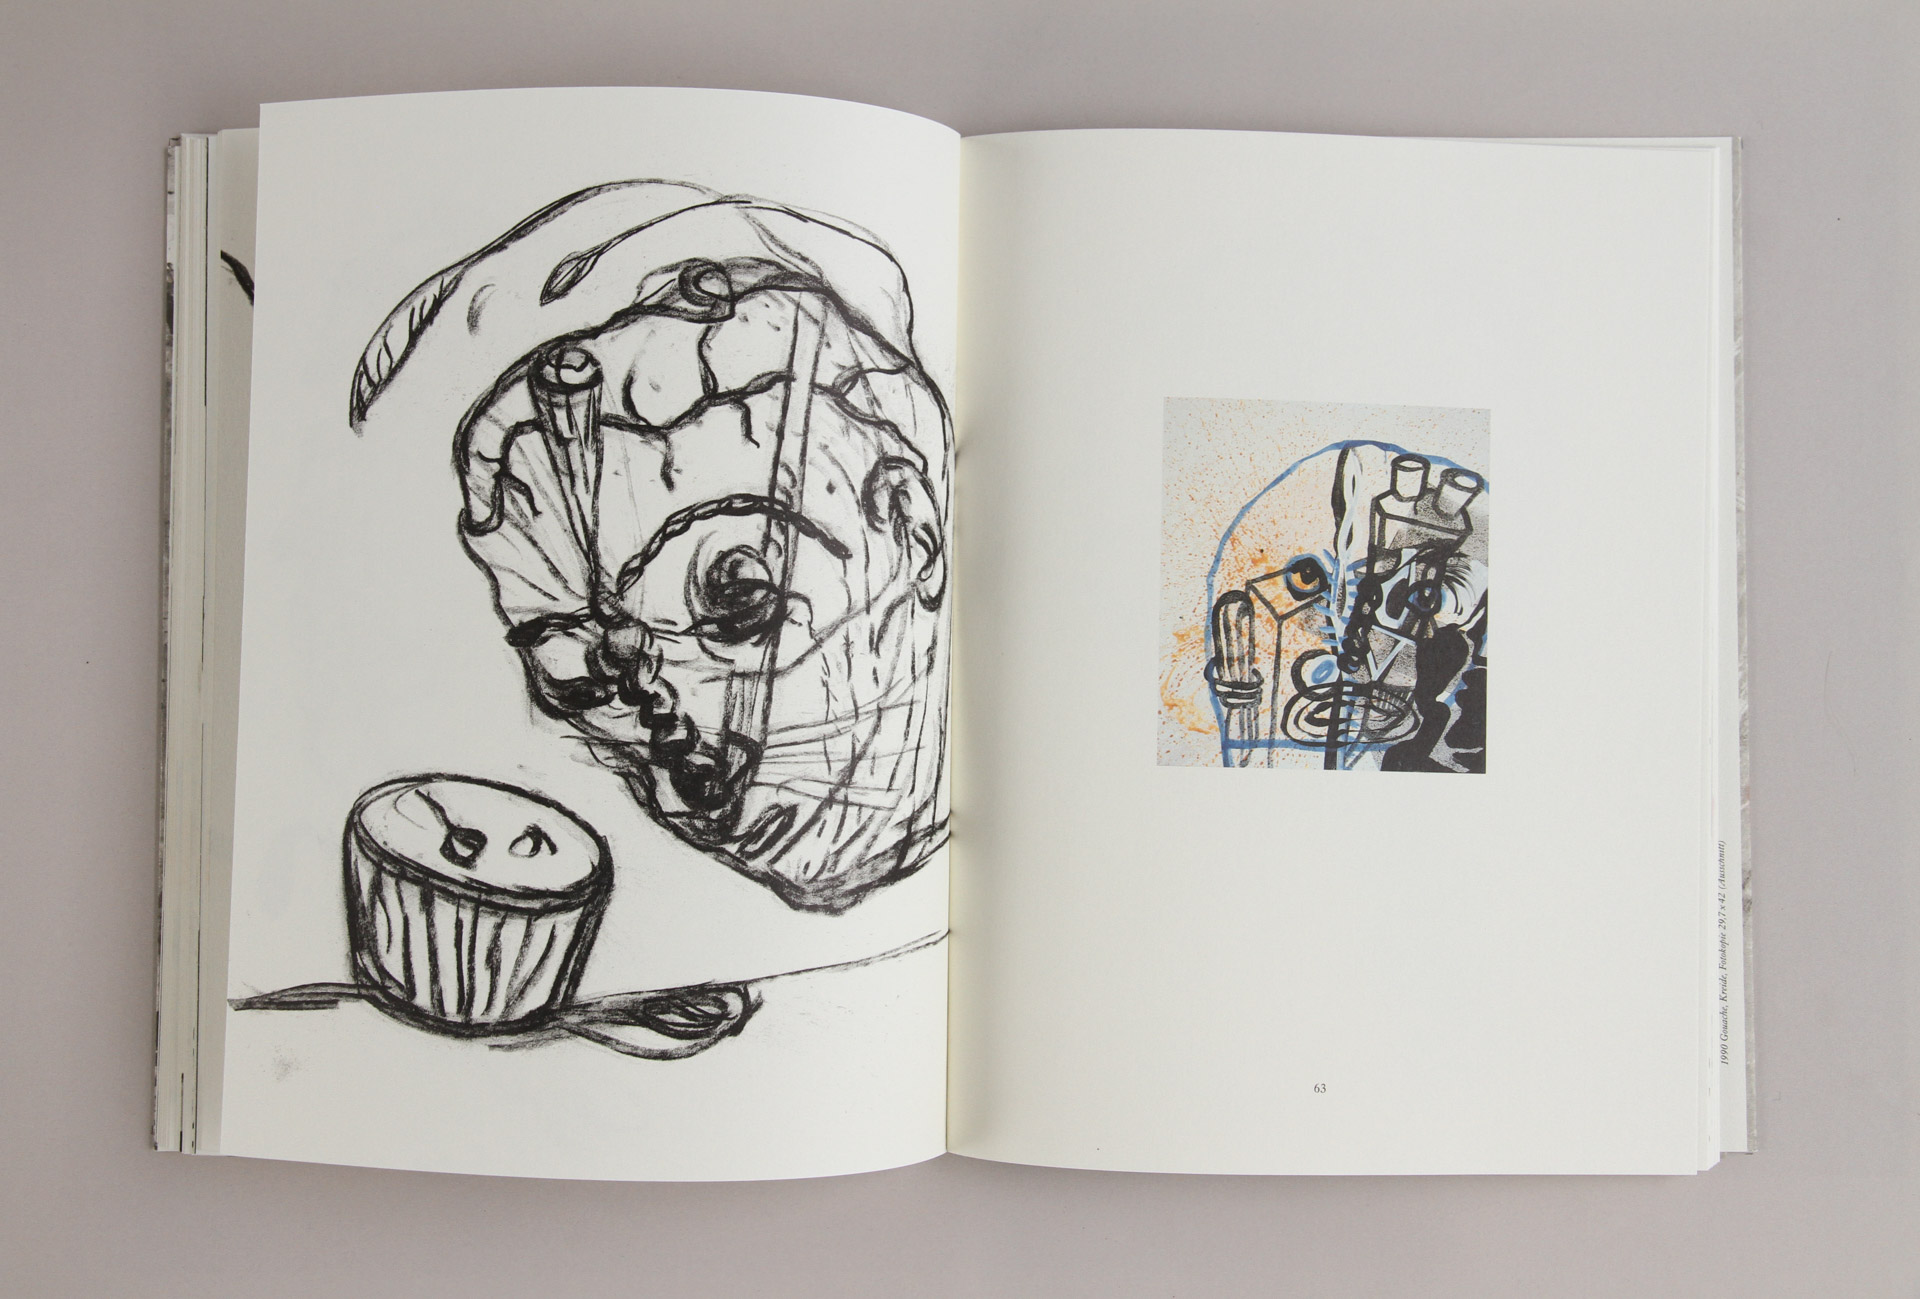 63
1990 Gouache, Kreide, Fotokopie 29,7 x 42 (Ausschnitt)